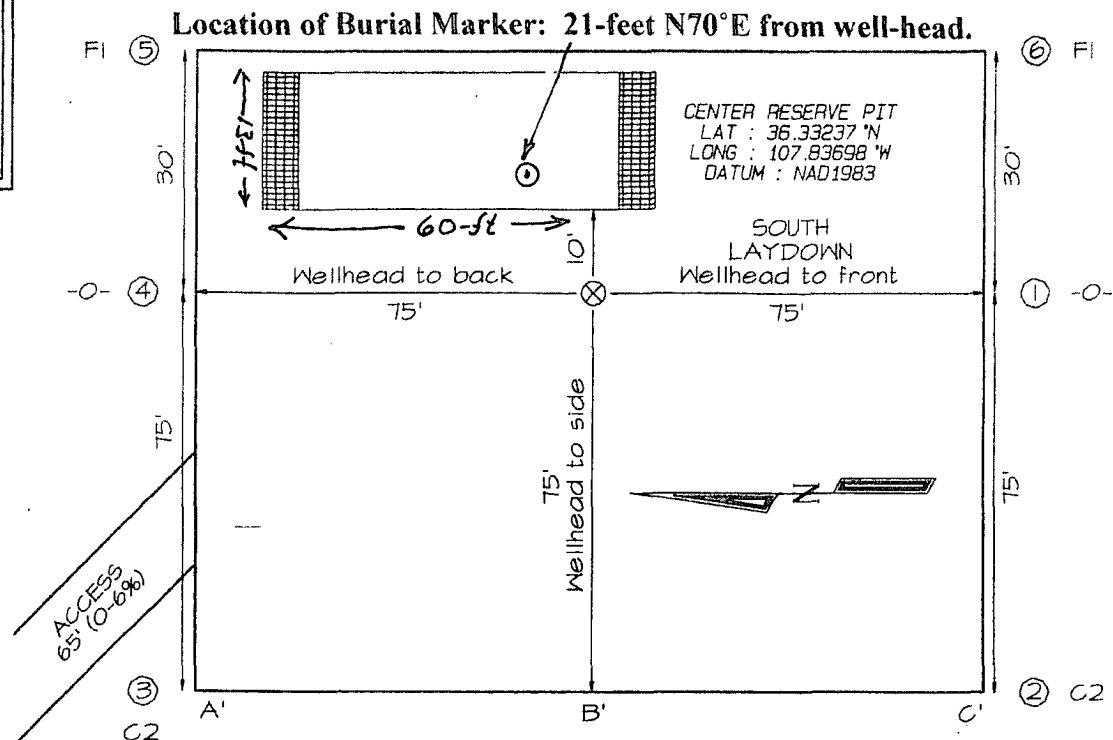 Location of Burial Marker: 21-feet N70°E from well-head.
F1 5
6 F1
CENTER RESERVE PIT
LAT : 36.33237 °N
LONG : 107.83698 °W
DATUM : NAD1983
30'
13ft
30'
60-ft
10'
SOUTH
LAYDOWN
Wellhead to back
Wellhead to front
-0- 4
1 -0-
75'
75'
75'
Wellhead to side
75'
75'
N
ACCESS
65' (0-6%)
3
2 C2
A'
B'
C'
C2